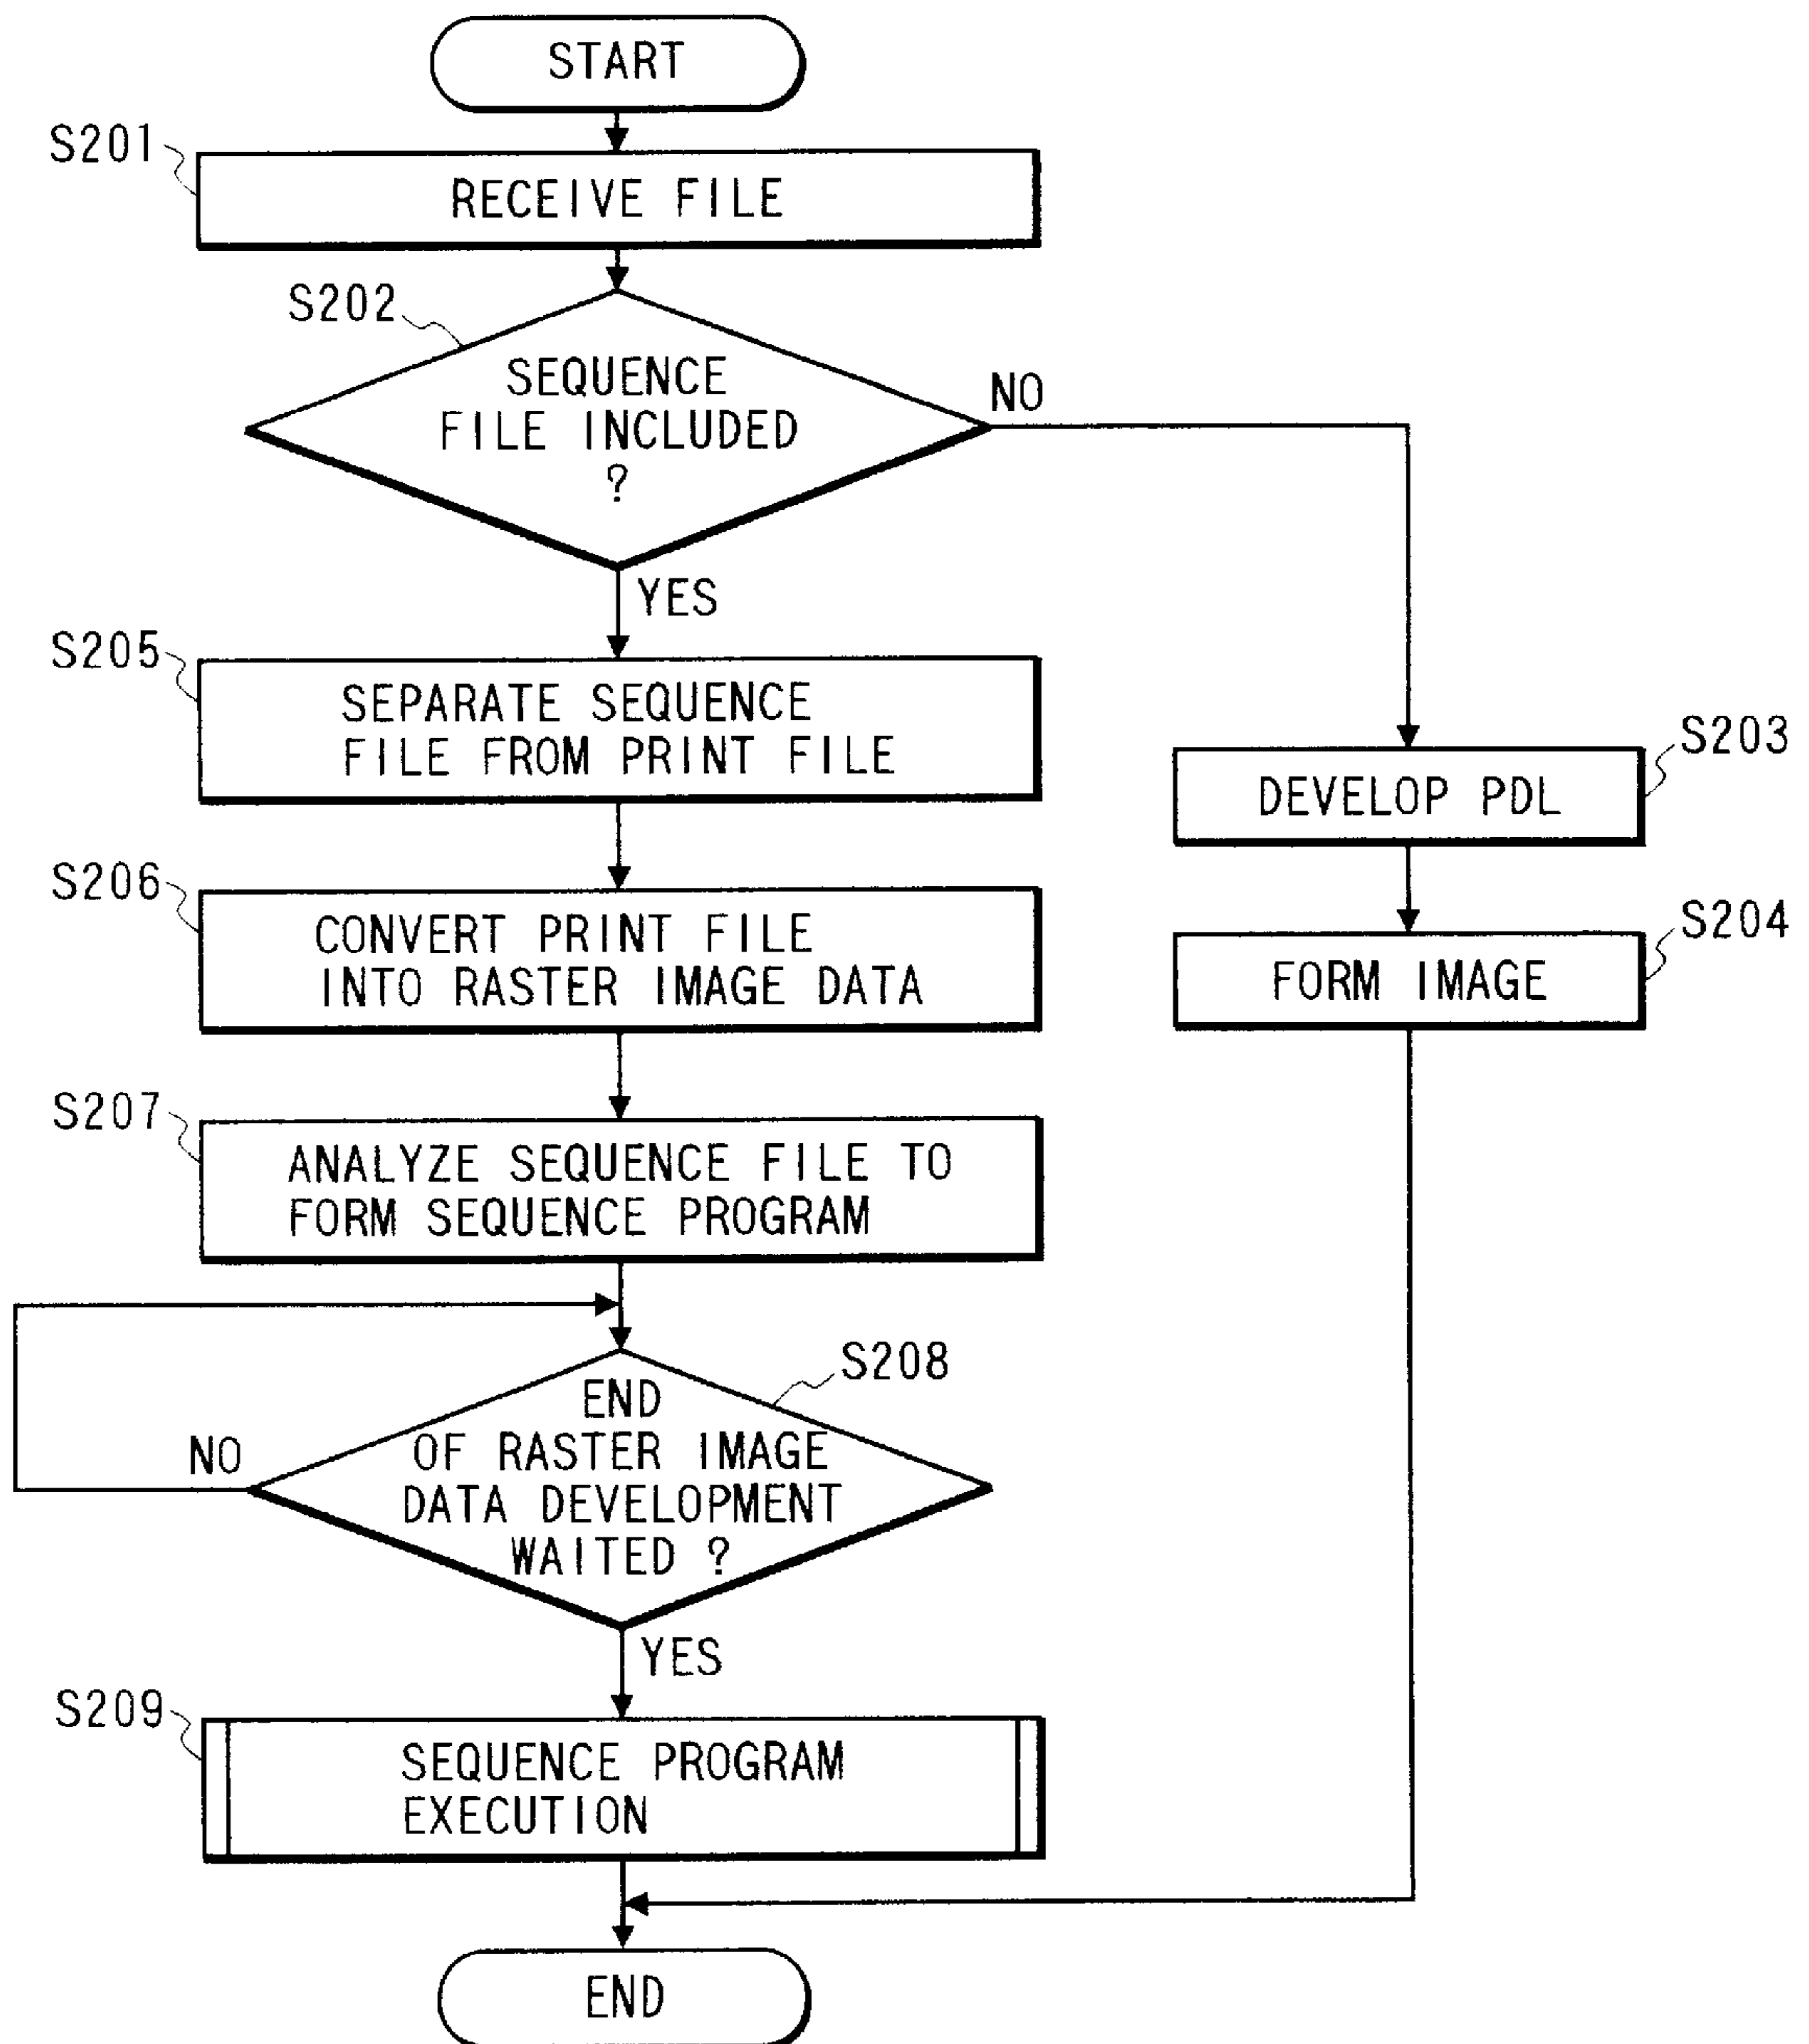 START
S201
RECEIVE FILE
S202
SEQUENCE
FILE INCLUDED
?
NO
YES
S205
SEPARATE SEQUENCE
FILE FROM PRINT FILE
S203
DEVELOP PDL
S206
CONVERT PRINT FILE
INTO RASTER IMAGE DATA
S204
FORM IMAGE
S207
ANALYZE SEQUENCE FILE TO
FORM SEQUENCE PROGRAM
S208
END
OF RASTER IMAGE
DATA DEVELOPMENT
WAITED ?
NO
YES
S209
SEQUENCE PROGRAM
EXECUTION
END